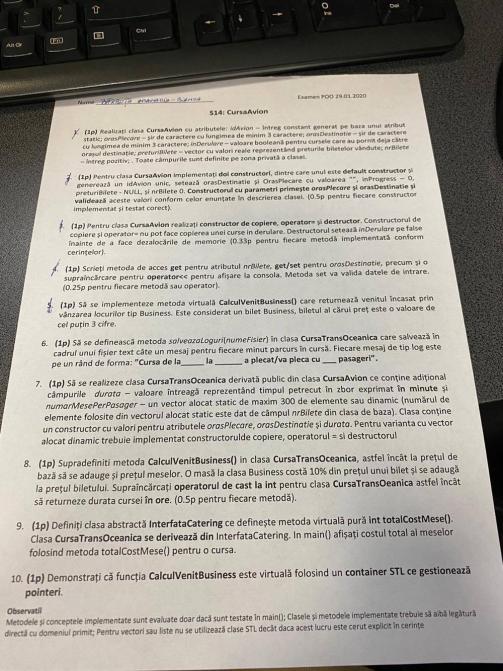 Alt Gr
Fn
Ctrl
0
Ins
Del
Nume
Examen POO 29.01.2020
S14: CursaAvion
(1p) Realizați clasa CursaAvion cu atributele: idAvion – întreg constant generat pe baza unui atribut
static; orasPlecare – șir de caractere cu lungimea de minim 3 caractere; orasDestinatie – șir de caractere
cu lungimea de minim 3 caractere; inDerulare – valoare booleană pentru cursele care au pornit deja către
orașul destinație; preturiBilete – vector cu valori reale reprezentând preturile biletelor vândute; nrBilete
– întreg pozitiv; . Toate câmpurile sunt definite pe zona privată a clasei.
(1p) Pentru clasa CursaAvion implementați doi constructori, dintre care unul este default constructor și
generează un idAvion unic, setează orasDestinatie și OrasPlecare cu valoarea "", inProgress – 0,
preturiBilete - NULL, și nrBilete 0. Constructorul cu parametri primește orasPlecare și orasDestinatie și
validează aceste valori conform celor enunțate în descrierea clasei. (0.5p pentru fiecare constructor
implementat și testat corect).
(1p) Pentru clasa CursaAvion realizați constructor de copiere, operator= și destructor. Constructorul de
copiere și operator= nu pot face copierea unei curse in derulare. Destructorul setează inDerulare pe false
înainte de a face dezalocările de memorie (0.33p pentru fiecare metodă implementată conform
cerințelor).
(1p) Scrieți metoda de acces get pentru atributul nrBilete, get/set pentru orasDestinatie, precum și o
supraîncărcare pentru operator<< pentru afișare la consola. Metoda set va valida datele de intrare.
(0.25p pentru fiecare metodă sau operator).
(1p) Să se implementeze metoda virtuală CalculVenitBusiness() care returnează venitul încasat prin
vânzarea locurilor tip Business. Este considerat un bilet Business, biletul al cărui preț este o valoare de
cel puțin 3 cifre.
6. (1p) Să se definească metoda salveazaLoguri(numeFisier) în clasa CursaTransOceanica care salvează în
cadrul unui fișier text câte un mesaj pentru fiecare minut parcurs în cursă. Fiecare mesaj de tip log este
pe un rând de forma: "Cursa de la______ la ______ a plecat/va pleca cu ___ pasageri".
7. (1p) Să se realizeze clasa CursaTransOceanica derivată public din clasa CursaAvion ce conține adițional
câmpurile durata – valoare întreagă reprezentând timpul petrecut în zbor exprimat în minute și
numarMesePerPasager – un vector alocat static de maxim 300 de elemente sau dinamic (numărul de
elemente folosite din vectorul alocat static este dat de câmpul nrBilete din clasa de baza). Clasa conține
un constructor cu valori pentru atributele orasPlecare, orasDestinatie și durata. Pentru varianta cu vector
alocat dinamic trebuie implementat constructorulde copiere, operatorul = si destructorul
8. (1p) Supradefiniti metoda CalculVenitBusiness() in clasa CursaTransOceanica, astfel încât la prețul de
bază să se adauge și prețul meselor. O masă la clasa Business costă 10% din prețul unui bilet și se adaugă
la prețul biletului. Supraîncărcați operatorul de cast la int pentru clasa CursaTransOeanica astfel încât
să returneze durata cursei în ore. (0.5p pentru fiecare metodă).
9. (1p) Definiți clasa abstractă InterfataCatering ce definește metoda virtuală pură int totalCostMese().
Clasa CursaTransOceanica se derivează din InterfataCatering. In main() afișați costul total al meselor
folosind metoda totalCostMese() pentru o cursa.
10. (1p) Demonstrați că funcția CalculVenitBusiness este virtuală folosind un container STL ce gestionează
pointeri.
Observatii
Metodele și conceptele implementate sunt evaluate doar dacă sunt testate in main(); Clasele și metodele implementate trebuie să aibă legătură
directă cu domeniul primit; Pentru vectori sau liste nu se utilizează clase STL decât daca acest lucru este cerut explicit în cerințe